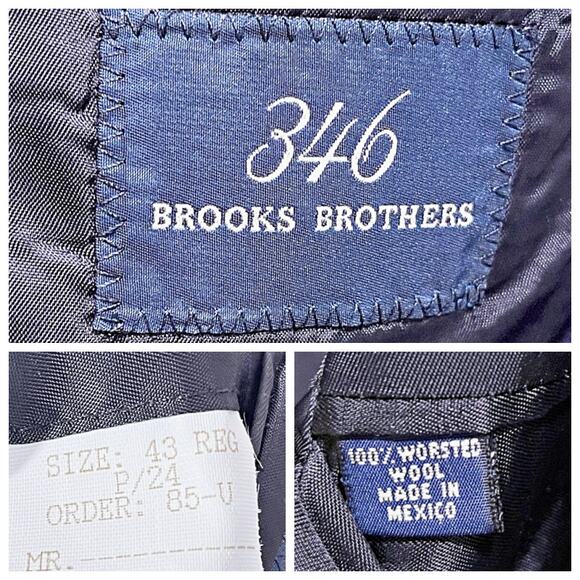 346
BROOKS BROTHERS
SIZE: 43 REG
P/24
ORDER: 85-U
MR.----------
100% WORSTED
WOOL
MADE IN
MEXICO